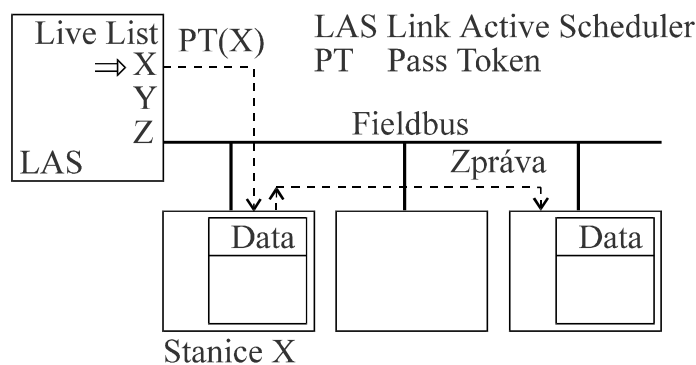 Live List
X
Y
Z
LAS
PT(X)
LAS Link Active Scheduler
PT Pass Token
Fieldbus
Zpráva
Data
Data
Stanice X